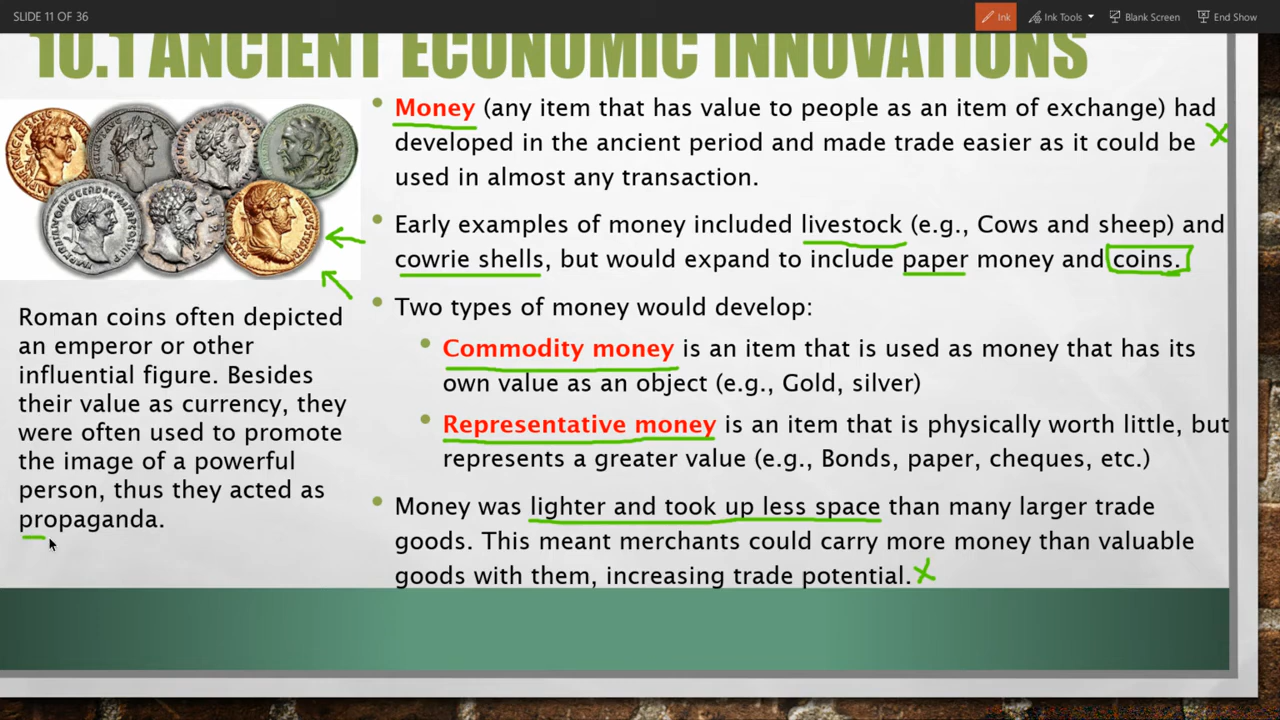 SLIDE 11 OF 36
Ink
Ink Tools
Blank Screen
End Show
10.1 ANCIENT ECONOMIC INNOVATIONS
Money (any item that has value to people as an item of exchange) had
developed in the ancient period and made trade easier as it could be
used in almost any transaction.
Early examples of money included livestock (e.g., Cows and sheep) and
cowrie shells, but would expand to include paper money and coins.
Two types of money would develop:
Commodity money is an item that is used as money that has its
own value as an object (e.g., Gold, silver)
Representative money is an item that is physically worth little, but
represents a greater value (e.g., Bonds, paper, cheques, etc.)
Money was lighter and took up less space than many larger trade
goods. This meant merchants could carry more money than valuable
goods with them, increasing trade potential.
Roman coins often depicted
an emperor or other
influential figure. Besides
their value as currency, they
were often used to promote
the image of a powerful
person, thus they acted as
propaganda.